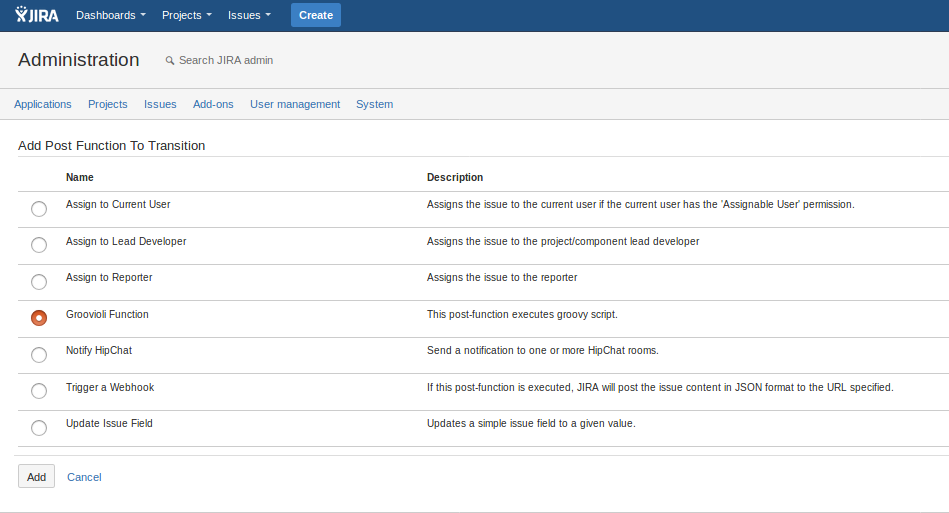 JIRA Dashboards Projects Issues Create
Administration Search JIRA admin
Applications Projects Issues Add-ons User management System
Add Post Function To Transition
Name Description
Assign to Current User Assigns the issue to the current user if the current user has the 'Assignable User' permission.
Assign to Lead Developer Assigns the issue to the project/component lead developer
Assign to Reporter Assigns the issue to the reporter
Groovioli Function This post-function executes groovy script.
Notify HipChat Send a notification to one or more HipChat rooms.
Trigger a Webhook If this post-function is executed, JIRA will post the issue content in JSON format to the URL specified.
Update Issue Field Updates a simple issue field to a given value.
Add Cancel